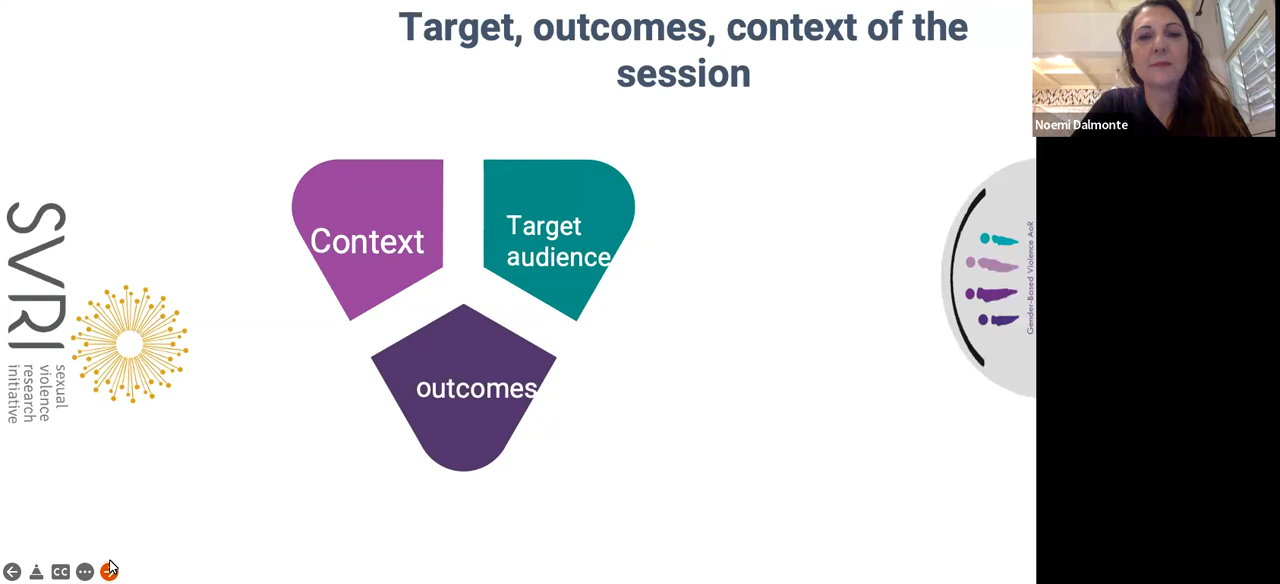 Target, outcomes, context of the
session
Noemi Dalmonte
Context
Target
audience
outcomes
SVRI
sexual
violence
research
initiative
Gender-Based Violence AoR
CC